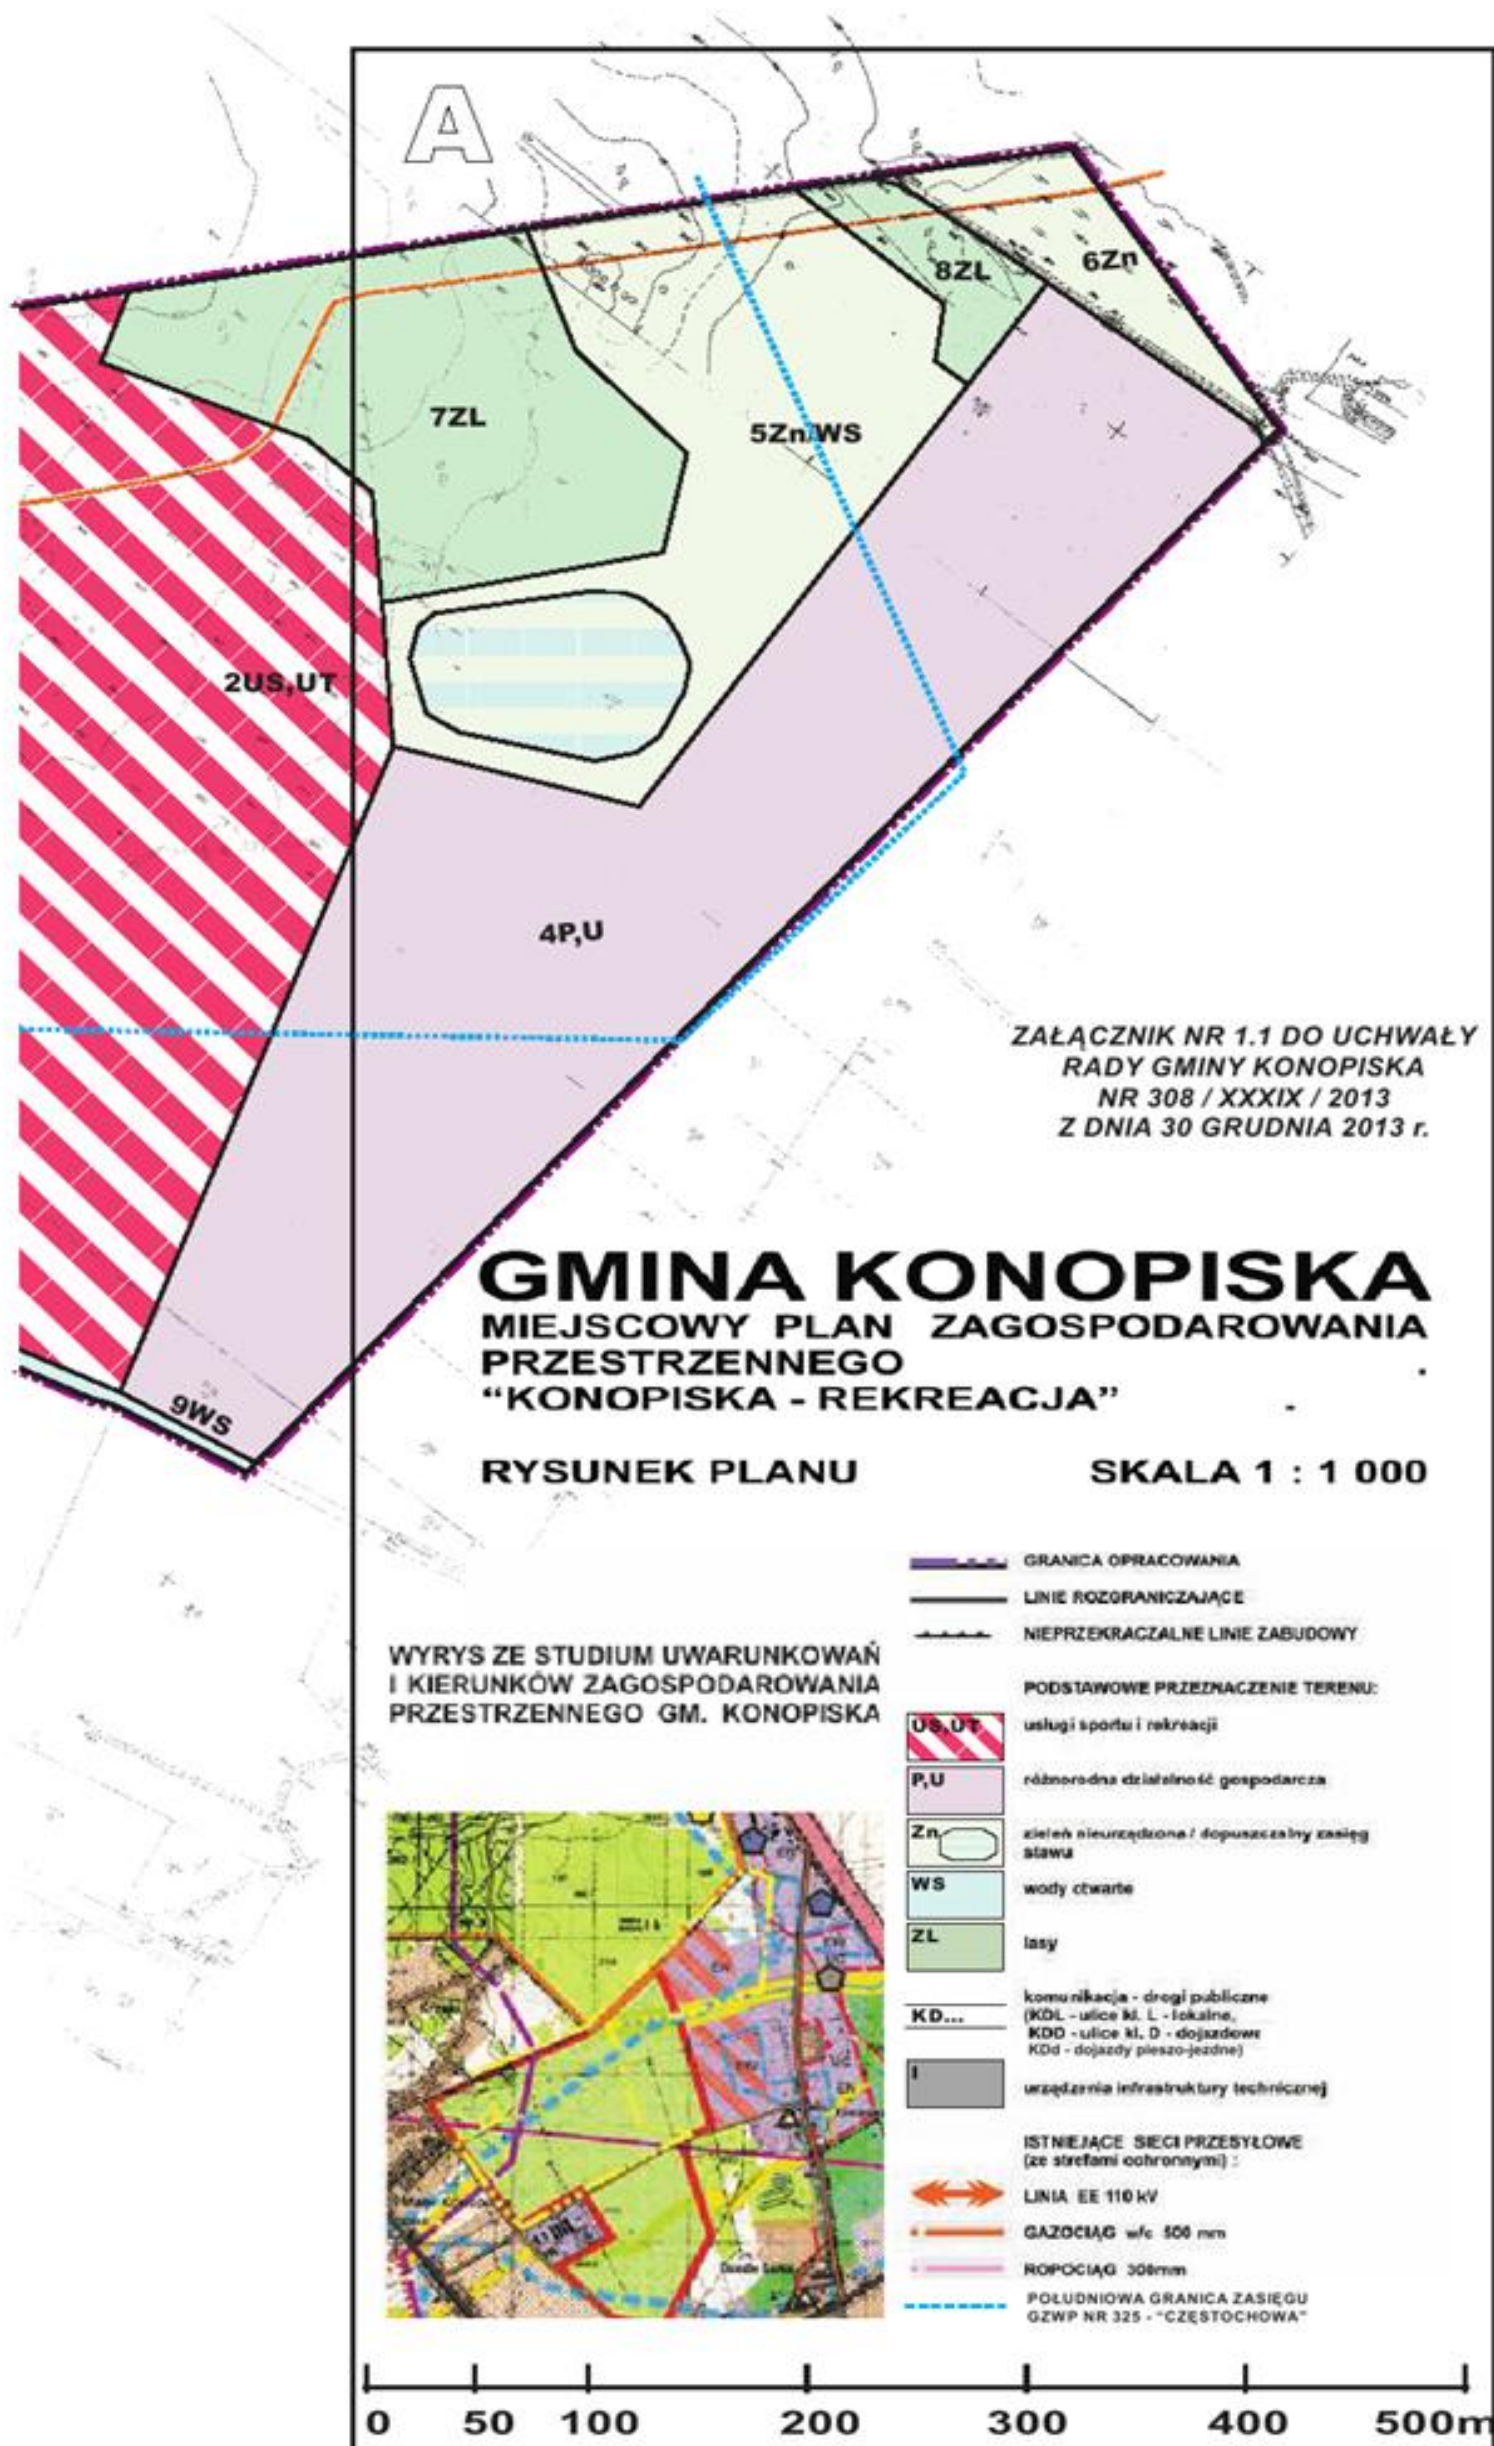 A
8ZL
6Zn
7ZL
5Zn/WS
2US,UT
4P,U
9WS
ZAŁĄCZNIK NR 1.1 DO UCHWAŁY
RADY GMINY KONOPISKA
NR 308 / XXXIX / 2013
Z DNIA 30 GRUDNIA 2013 r.
GMINA KONOPISKA
MIEJSCOWY PLAN ZAGOSPODAROWANIA
PRZESTRZENNEGO
“KONOPISKA - REKREACJA”
RYSUNEK PLANU SKALA 1 : 1 000
GRANICA OPRACOWANIA
LINIE ROZGRANICZAJĄCE
NIEPRZEKRACZALNE LINIE ZABUDOWY
WYRYS ZE STUDIUM UWARUNKOWAŃ
I KIERUNKÓW ZAGOSPODAROWANIA
PRZESTRZENNEGO GM. KONOPISKA
PODSTAWOWE PRZEZNACZENIE TERENU:
US,UT usługi sportu i rekreacji
P,U różnorodna działalność gospodarcza
Zn zieleń nieurządzona / dopuszczalny zasięg
stawu
WS wody otwarte
ZL lasy
KD... komunikacja - drogi publiczne
(KDL - ulice kl. L - lokalne,
KDD - ulice kl. D - dojazdowe
KDd - dojazdy pieszo-jezdne)
I urządzenia infrastruktury technicznej
ISTNIEJĄCE SIECI PRZESYŁOWE
(ze strefami ochronnymi) :
LINIA EE 110 kV
GAZOCIĄG w/c 500 mm
ROPOCIĄG 300mm
POŁUDNIOWA GRANICA ZASIĘGU
GZWP NR 325 - “CZĘSTOCHOWA”
0 50 100 200 300 400 500m